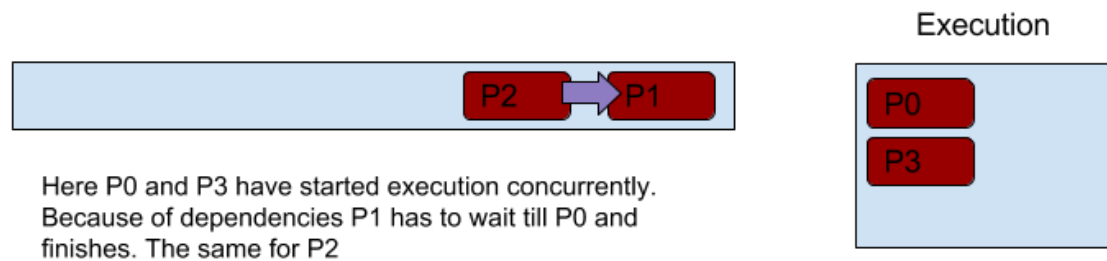 Execution
P2
P1
P0
P3
Here P0 and P3 have started execution concurrently.
Because of dependencies P1 has to wait till P0 and
finishes. The same for P2